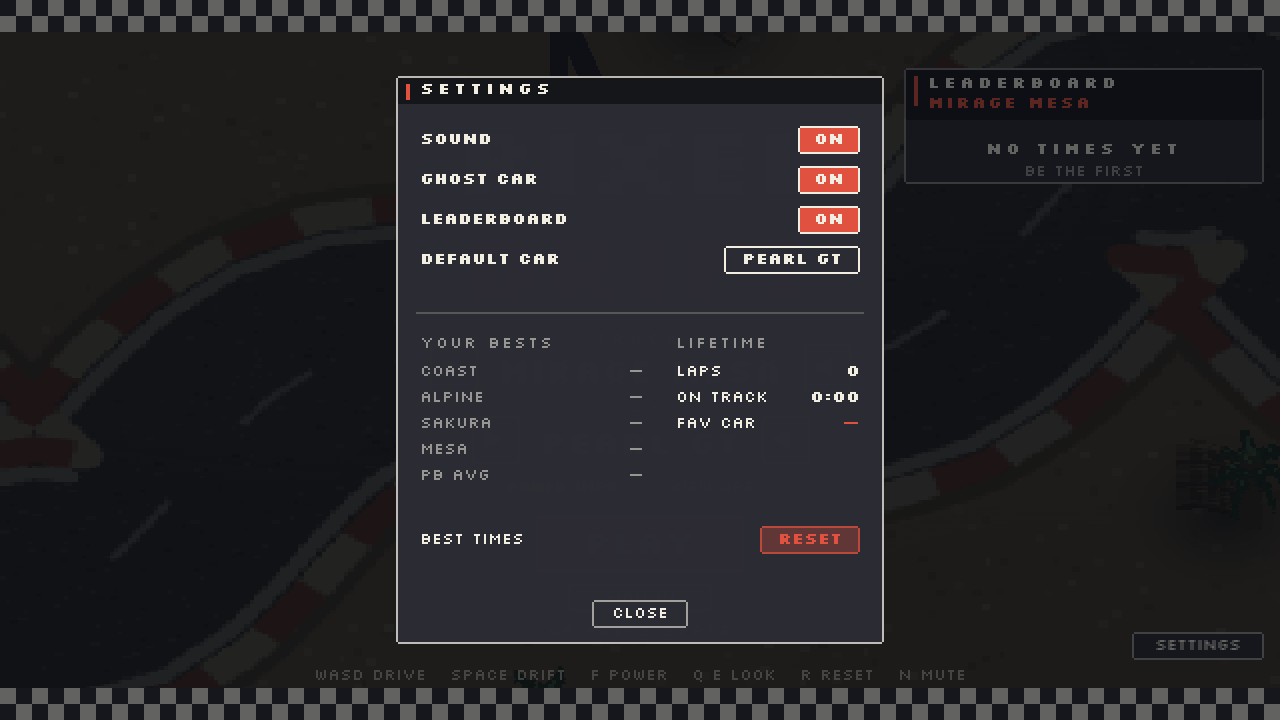 SETTINGS
SOUND ON
GHOST CAR ON
LEADERBOARD ON
DEFAULT CAR PEARL GT
YOUR BESTS
COAST —
ALPINE —
SAKURA —
MESA —
PB AVG —
LIFETIME
LAPS 0
ON TRACK 0:00
FAV CAR —
BEST TIMES RESET
CLOSE
LEADERBOARD
MIRAGE MESA
NO TIMES YET
BE THE FIRST
SETTINGS
WASD DRIVE SPACE DRIFT F POWER Q E LOOK R RESET N MUTE